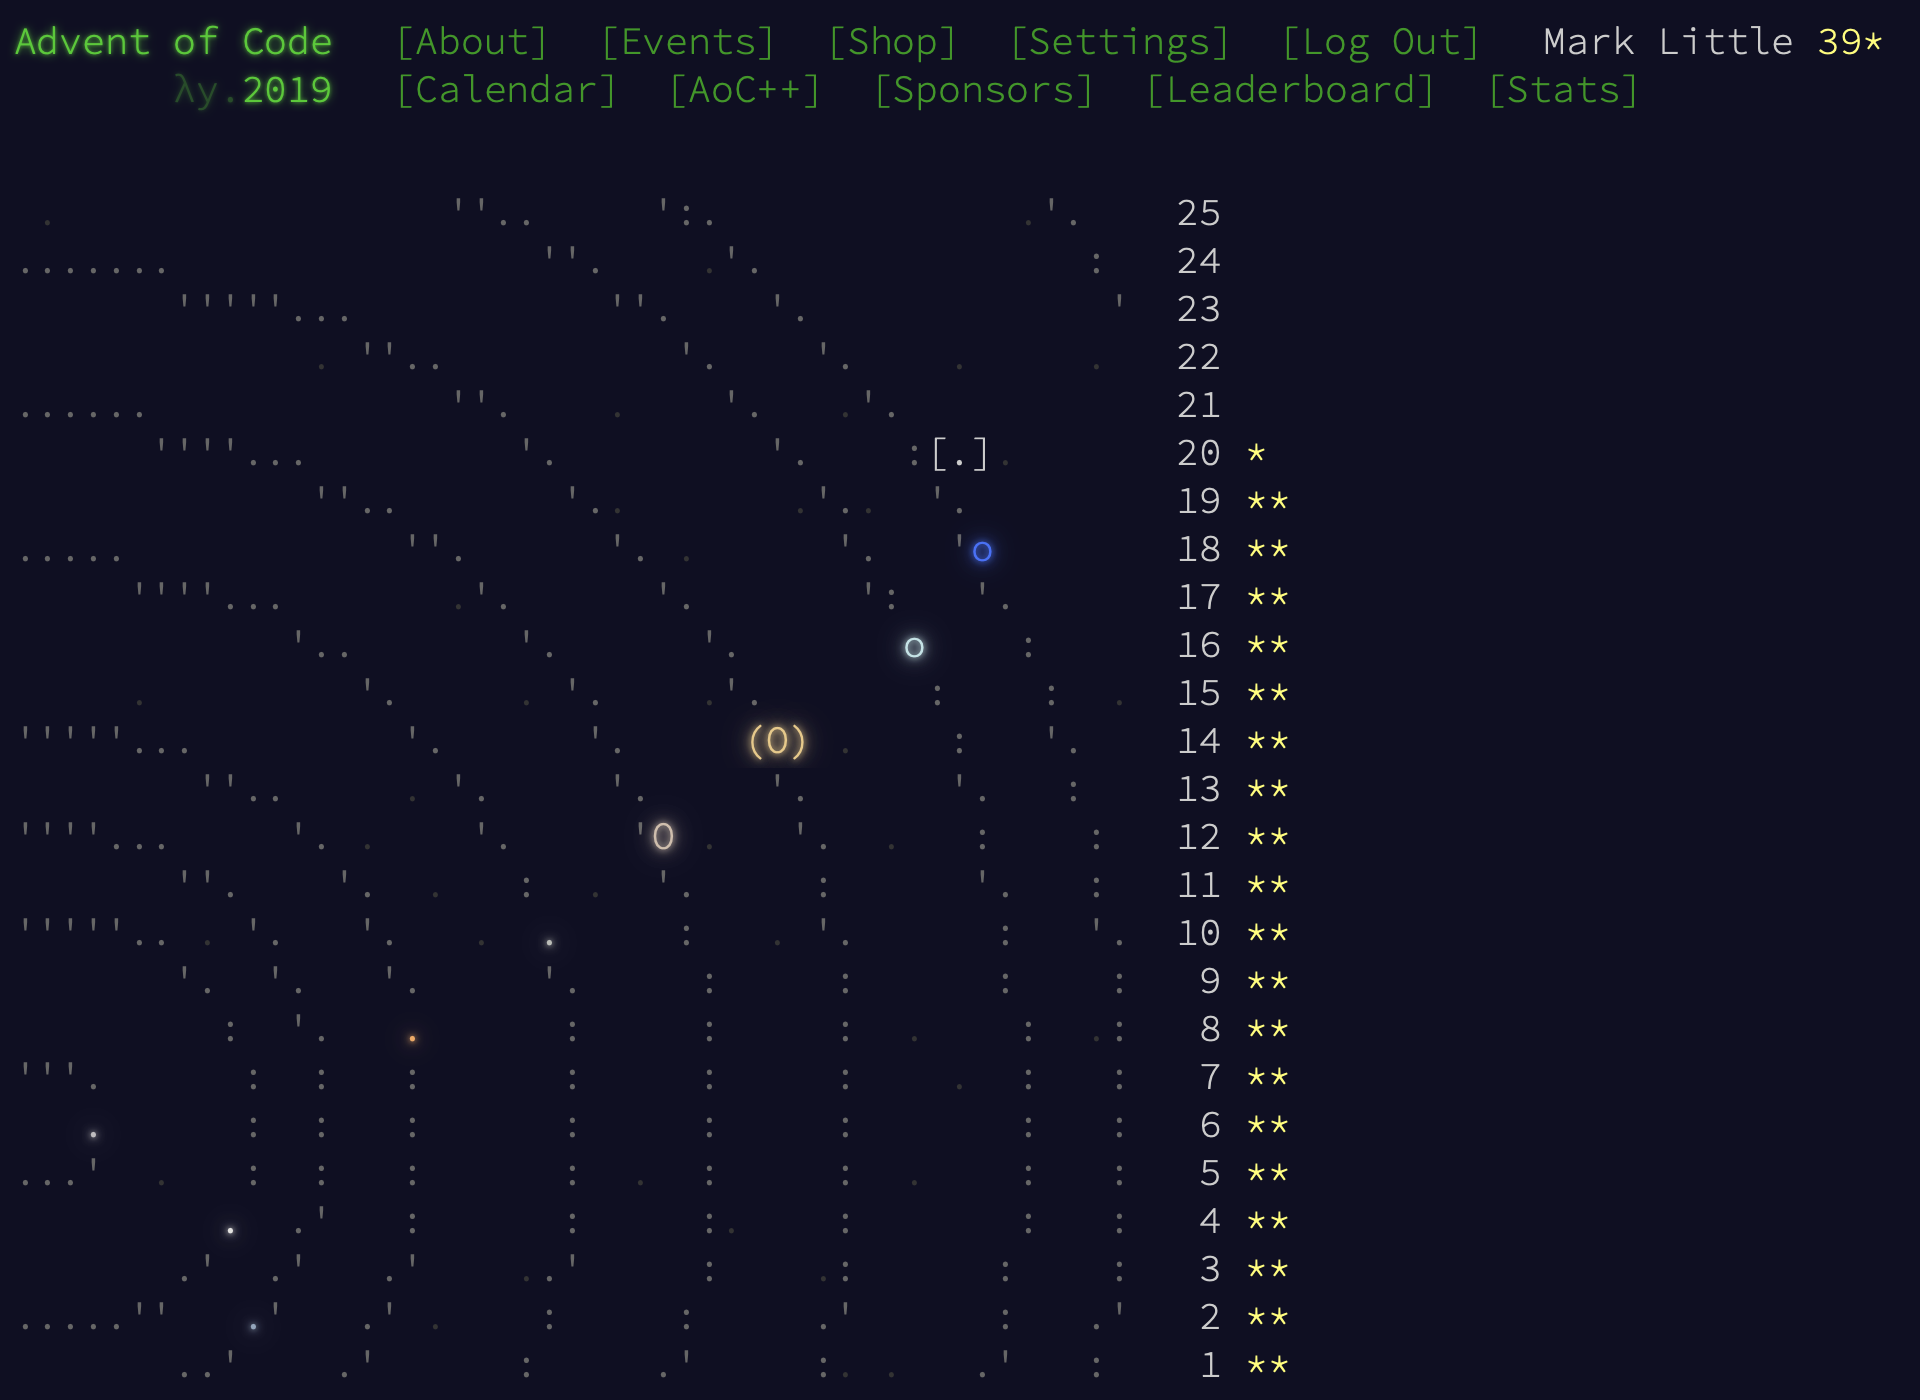 Advent of Code [About] [Events] [Shop] [Settings] [Log Out] Mark Little 39*
λy.2019 [Calendar] [AoC++] [Sponsors] [Leaderboard] [Stats]
25
24
23
22
21
[.] 20 *
19 **
o 18 **
17 **
o 16 **
15 **
(O) 14 **
13 **
O 12 **
11 **
10 **
9 **
8 **
7 **
6 **
5 **
4 **
3 **
2 **
1 **